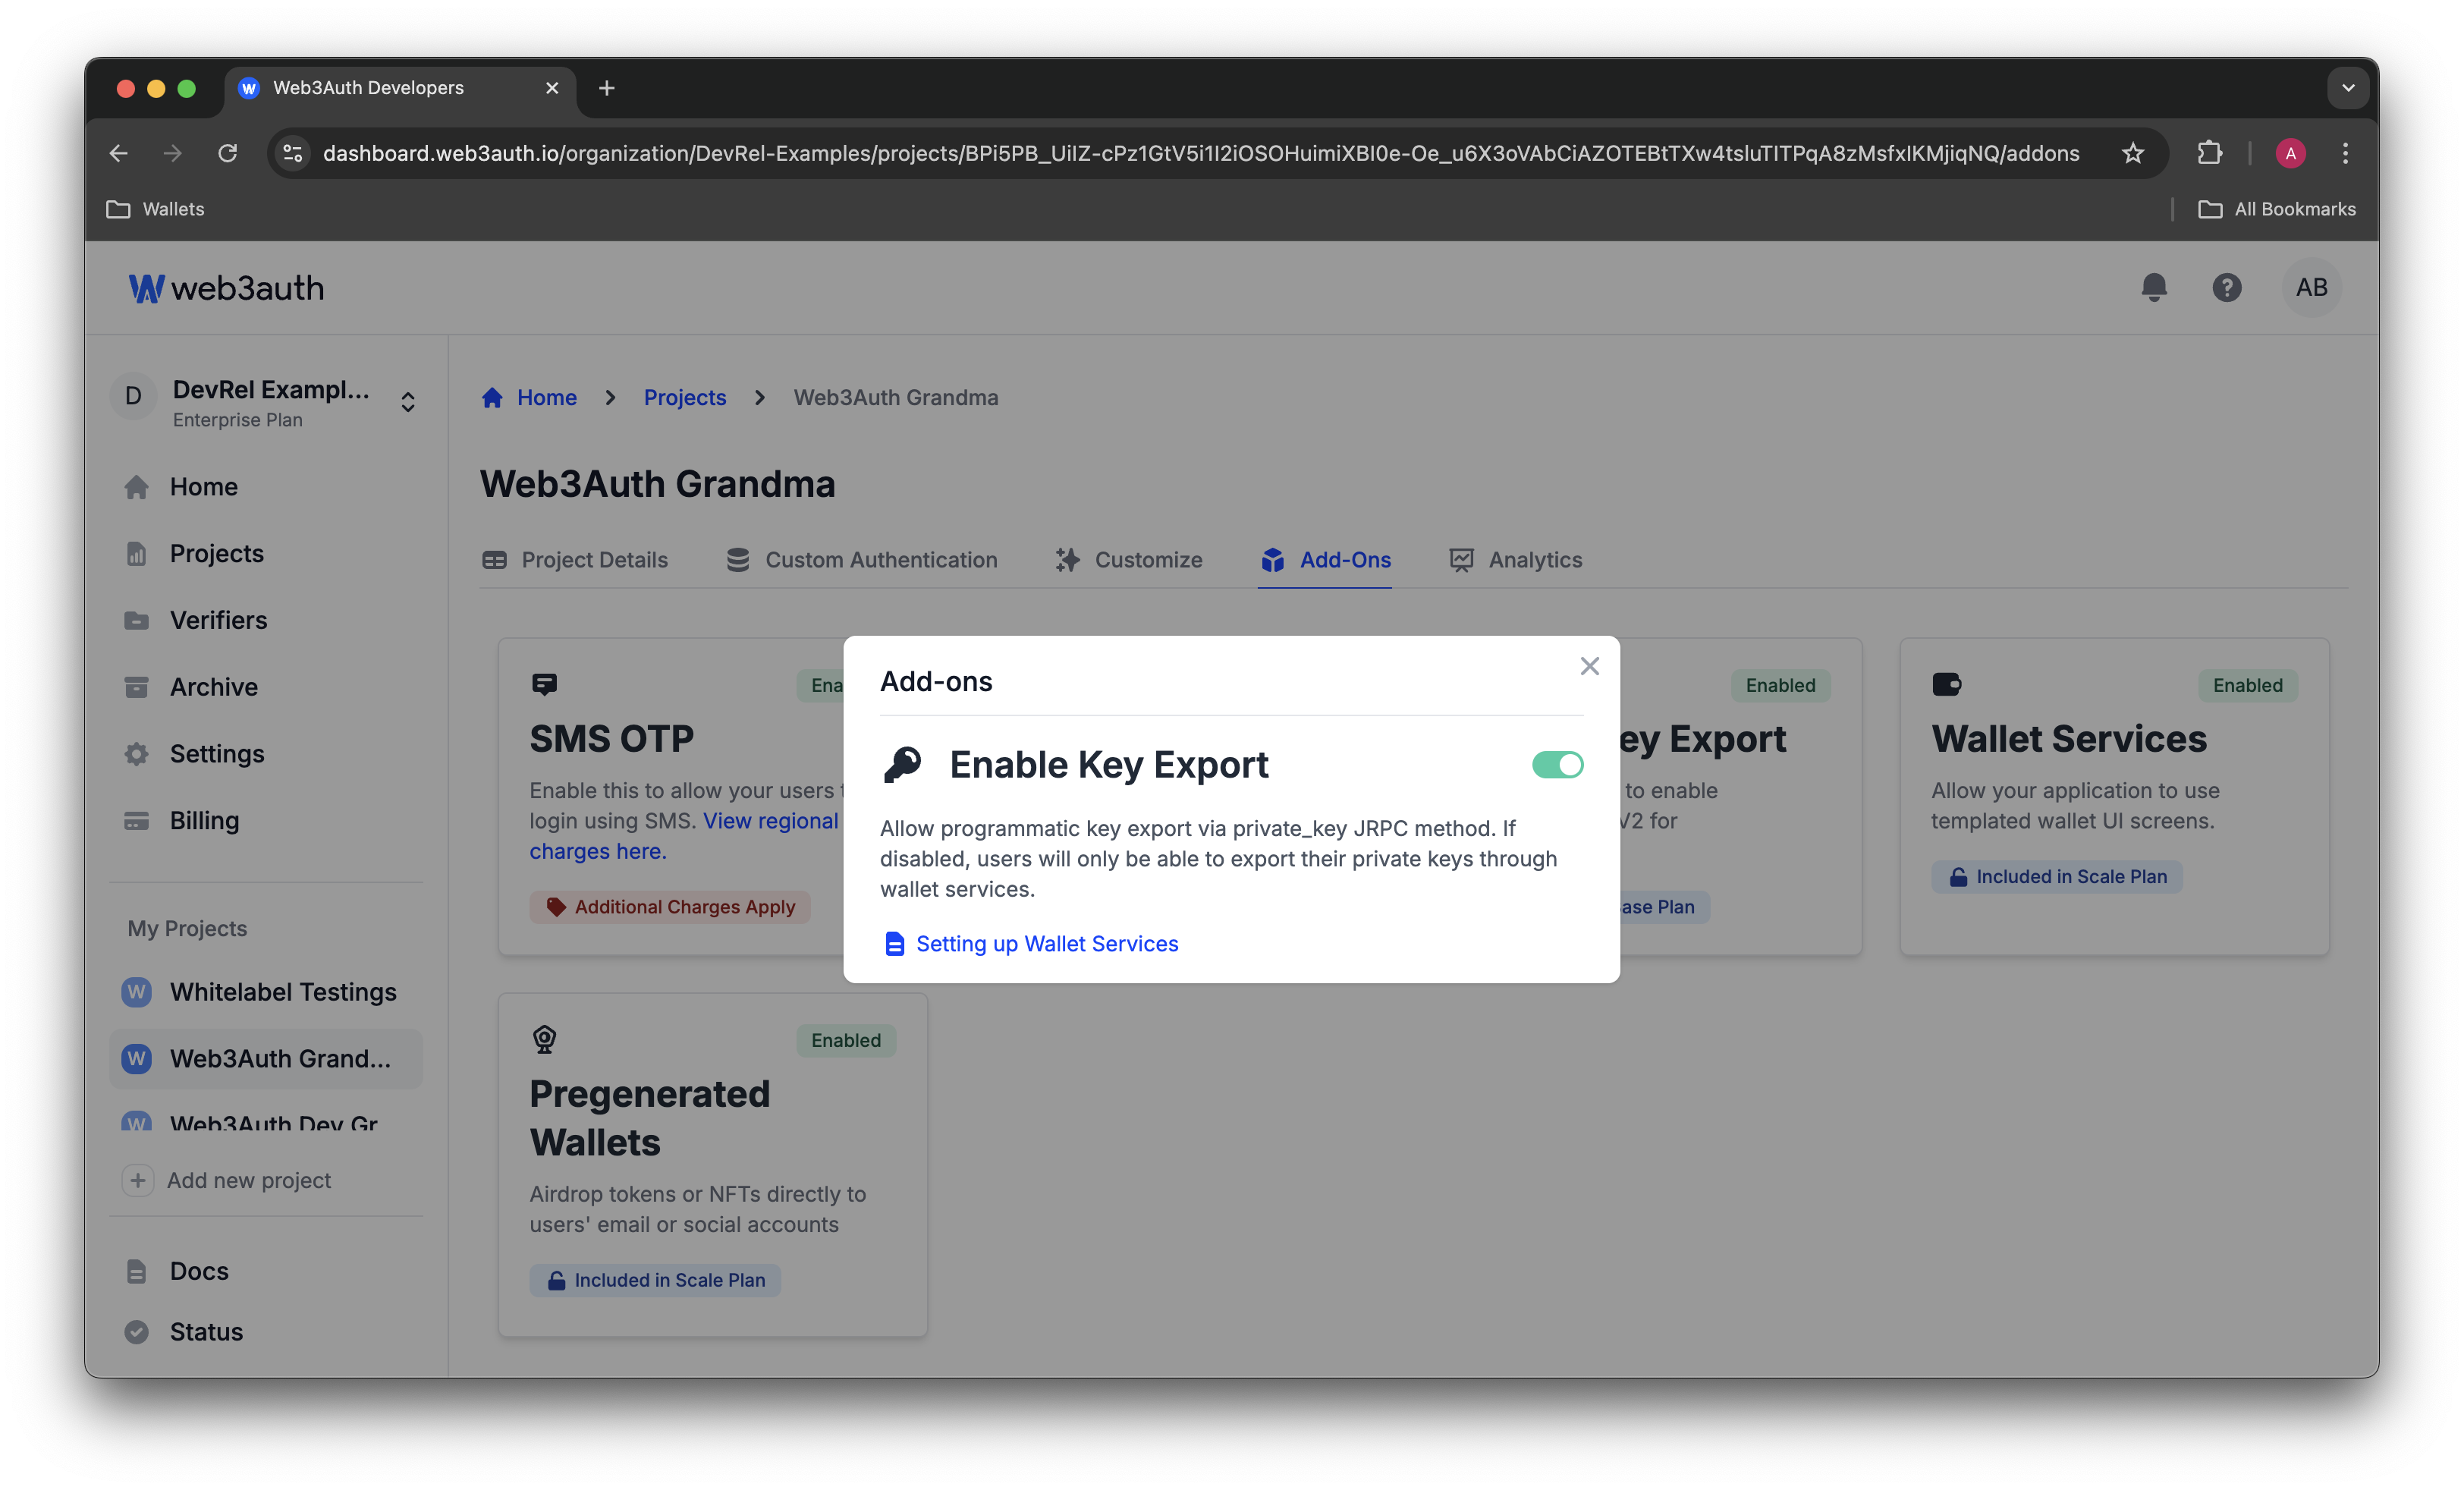 W Web3Auth Developers
dashboard.web3auth.io/organization/DevRel-Examples/projects/BPi5PB_UiIZ-cPz1GtV5i1I2iOSOHuimiXBI0e-Oe_u6X3oVAbCiAZOTEBtTXw4tsluTITPqA8zMsfxlKMjiqNQ/addons
A
Wallets
All Bookmarks
web3auth
AB
D
DevRel Exampl...
Enterprise Plan
Home
Projects
Verifiers
Archive
Settings
Billing
My Projects
W Whitelabel Testings
W Web3Auth Grand...
W Web3Auth Dev Gr
Add new project
Docs
Status
Home
Projects
Web3Auth Grandma
Web3Auth Grandma
Project Details
Custom Authentication
Customize
Add-Ons
Analytics
Ena
SMS OTP
Enable this to allow your users t
login using SMS. View regional
charges here.
Additional Charges Apply
Add-ons
Enable Key Export
Allow programmatic key export via private_key JRPC method. If
disabled, users will only be able to export their private keys through
wallet services.
Setting up Wallet Services
Enabled
ey Export
to enable
V2 for
ase Plan
Enabled
Wallet Services
Allow your application to use
templated wallet UI screens.
Included in Scale Plan
Enabled
Pregenerated
Wallets
Airdrop tokens or NFTs directly to
users' email or social accounts
Included in Scale Plan